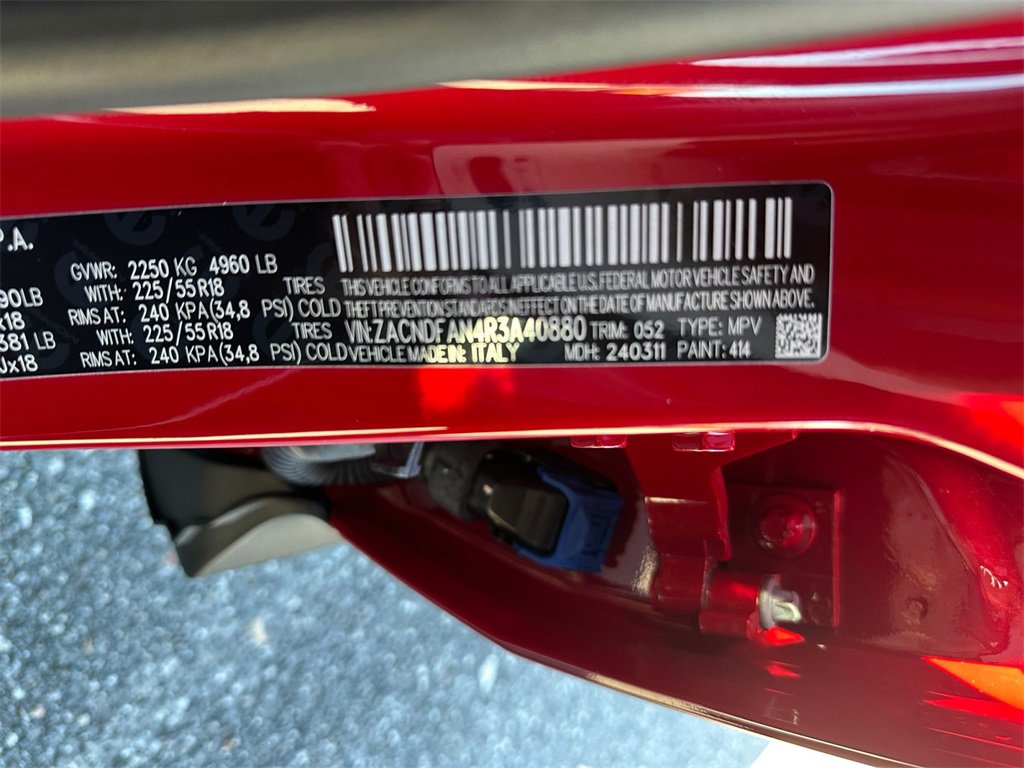 P.A.
GVWR: 2250 KG 4960 LB
90LB WITH: 225/55R18 TIRES THIS VEHICLE CONFORMS TO ALL APPLICABLE U.S. FEDERAL MOTOR VEHICLE SAFETY AND
R18 RIMS AT: 240 KPA(34,8 PSI) COLD THEFT PREVENTION STANDARDS IN EFFECT ON THE DATE OF MANUFACTURE SHOWN ABOVE.
381 LB WITH: 225/55R18 TIRES VIN:ZACNDFAN4R3A40880 TRIM: 052 TYPE: MPV
Jx18 RIMS AT: 240 KPA(34,8 PSI) COLD VEHICLE MADE IN: ITALY MDH: 240311 PAINT: 414